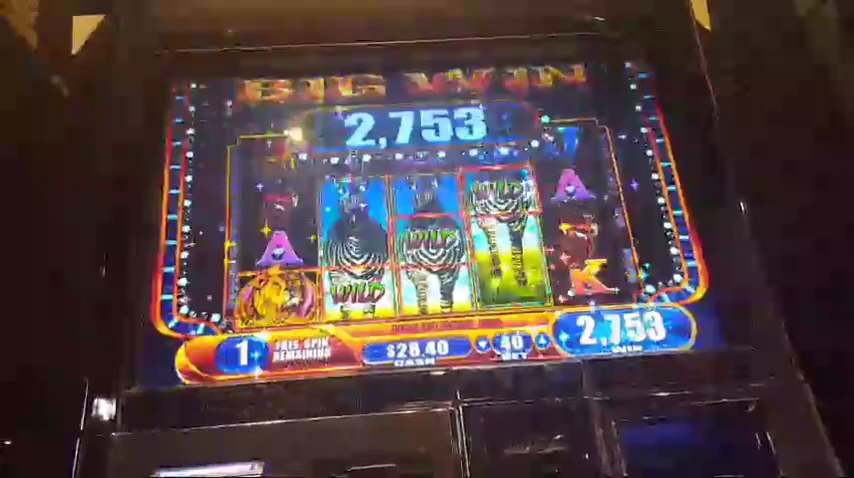 BIG WIN
2,753
A
A
WILD
WILD
WILD
K
1
FREE SPIN
REMAINING
$28.40
CASH
40
BET
2,753
WIN